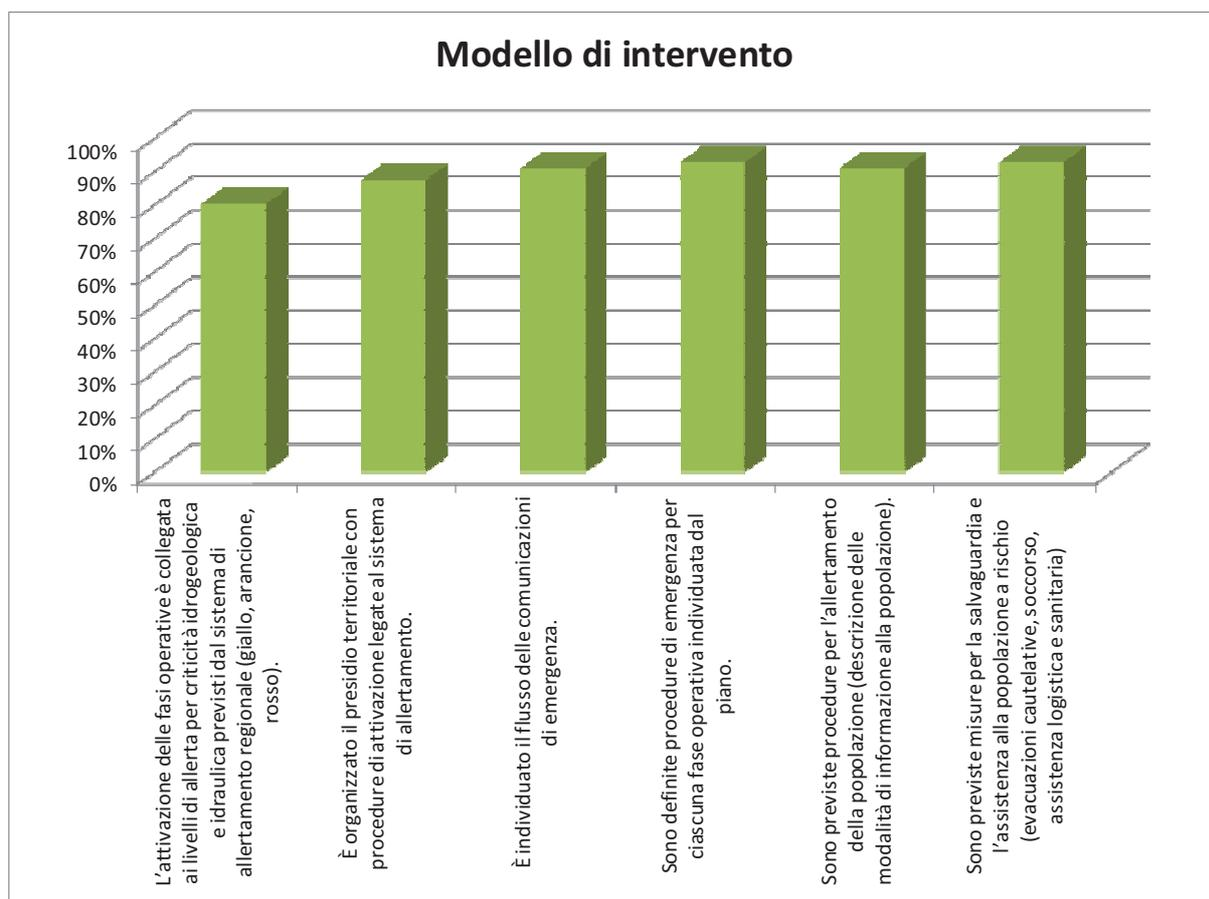 Modello di intervento
100%
90%
80%
70%
60%
50%
40%
30%
20%
10%
0%
L'attivazione delle fasi operative è collegata
ai livelli di allerta per criticità idrogeologica
e idraulica previsti dal sistema di
allertamento regionale (giallo, arancione,
rosso).
È organizzato il presidio territoriale con
procedure di attivazione legate al sistema
di allertamento.
È individuato il flusso delle comunicazioni
di emergenza.
Sono definite procedure di emergenza per
ciascuna fase operativa individuata dal
piano.
Sono previste procedure per l'allertamento
della popolazione (descrizione delle
modalità di informazione alla popolazione).
Sono previste misure per la salvaguardia e
l'assistenza alla popolazione a rischio
(evacuazioni cautelative, soccorso,
assistenza logistica e sanitaria)